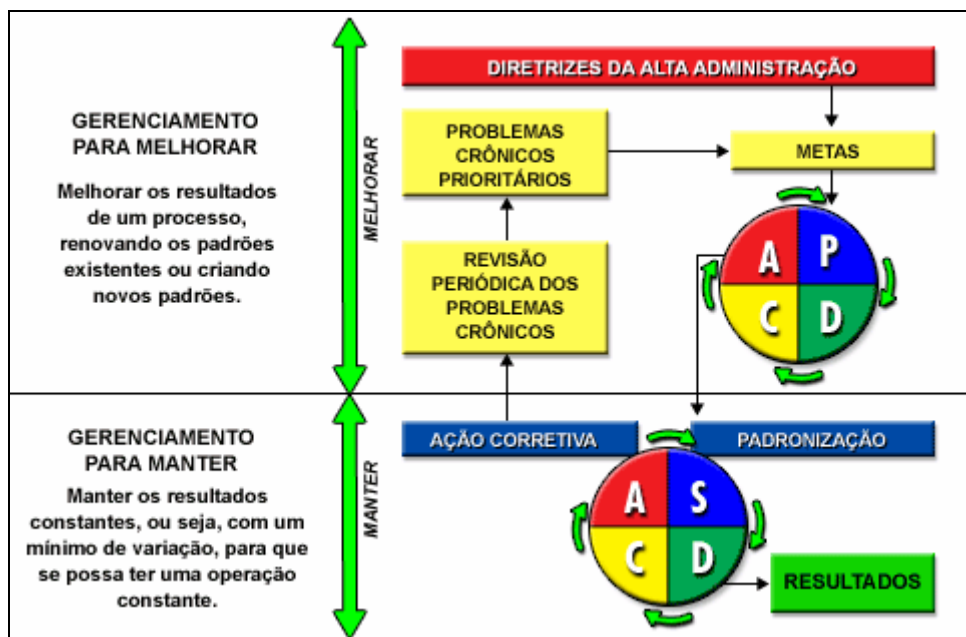 DIRETRIZES DA ALTA ADMINISTRAÇÃO
GERENCIAMENTO
PARA MELHORAR
Melhorar os resultados
de um processo,
renovando os padrões
existentes ou criando
novos padrões.
MELHORAR
PROBLEMAS
CRÔNICOS
PRIORITÁRIOS
METAS
REVISÃO
PERIÓDICA DOS
PROBLEMAS
CRÔNICOS
A P
C D
GERENCIAMENTO
PARA MANTER
Manter os resultados
constantes, ou seja, com um
mínimo de variação, para que
se possa ter uma operação
constante.
MANTER
AÇÃO CORRETIVA
PADRONIZAÇÃO
A S
C D
RESULTADOS